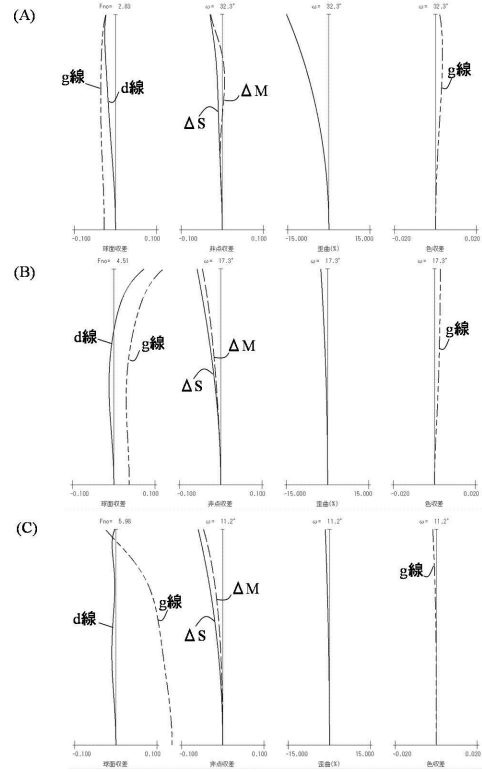 (A)
Fno= 2.83
ω= 32.3°
ω= 32.3°
ω= 32.3°
g線
d線
ΔS
ΔM
g線
-0.100 0.100
球面収差
-0.100 0.100
非点収差
-15.000 15.000
歪曲(%)
-0.020 0.020
色収差
(B)
Fno= 4.51
ω= 17.3°
ω= 17.3°
ω= 17.3°
d線
g線
ΔM
ΔS
g線
-0.100 0.100
球面収差
-0.100 0.100
非点収差
-15.000 15.000
歪曲(%)
-0.020 0.020
色収差
(C)
Fno= 5.98
ω= 11.2°
ω= 11.2°
ω= 11.2°
d線
g線
ΔM
ΔS
g線
-0.100 0.100
球面収差
-0.100 0.100
非点収差
-15.000 15.000
歪曲(%)
-0.020 0.020
色収差